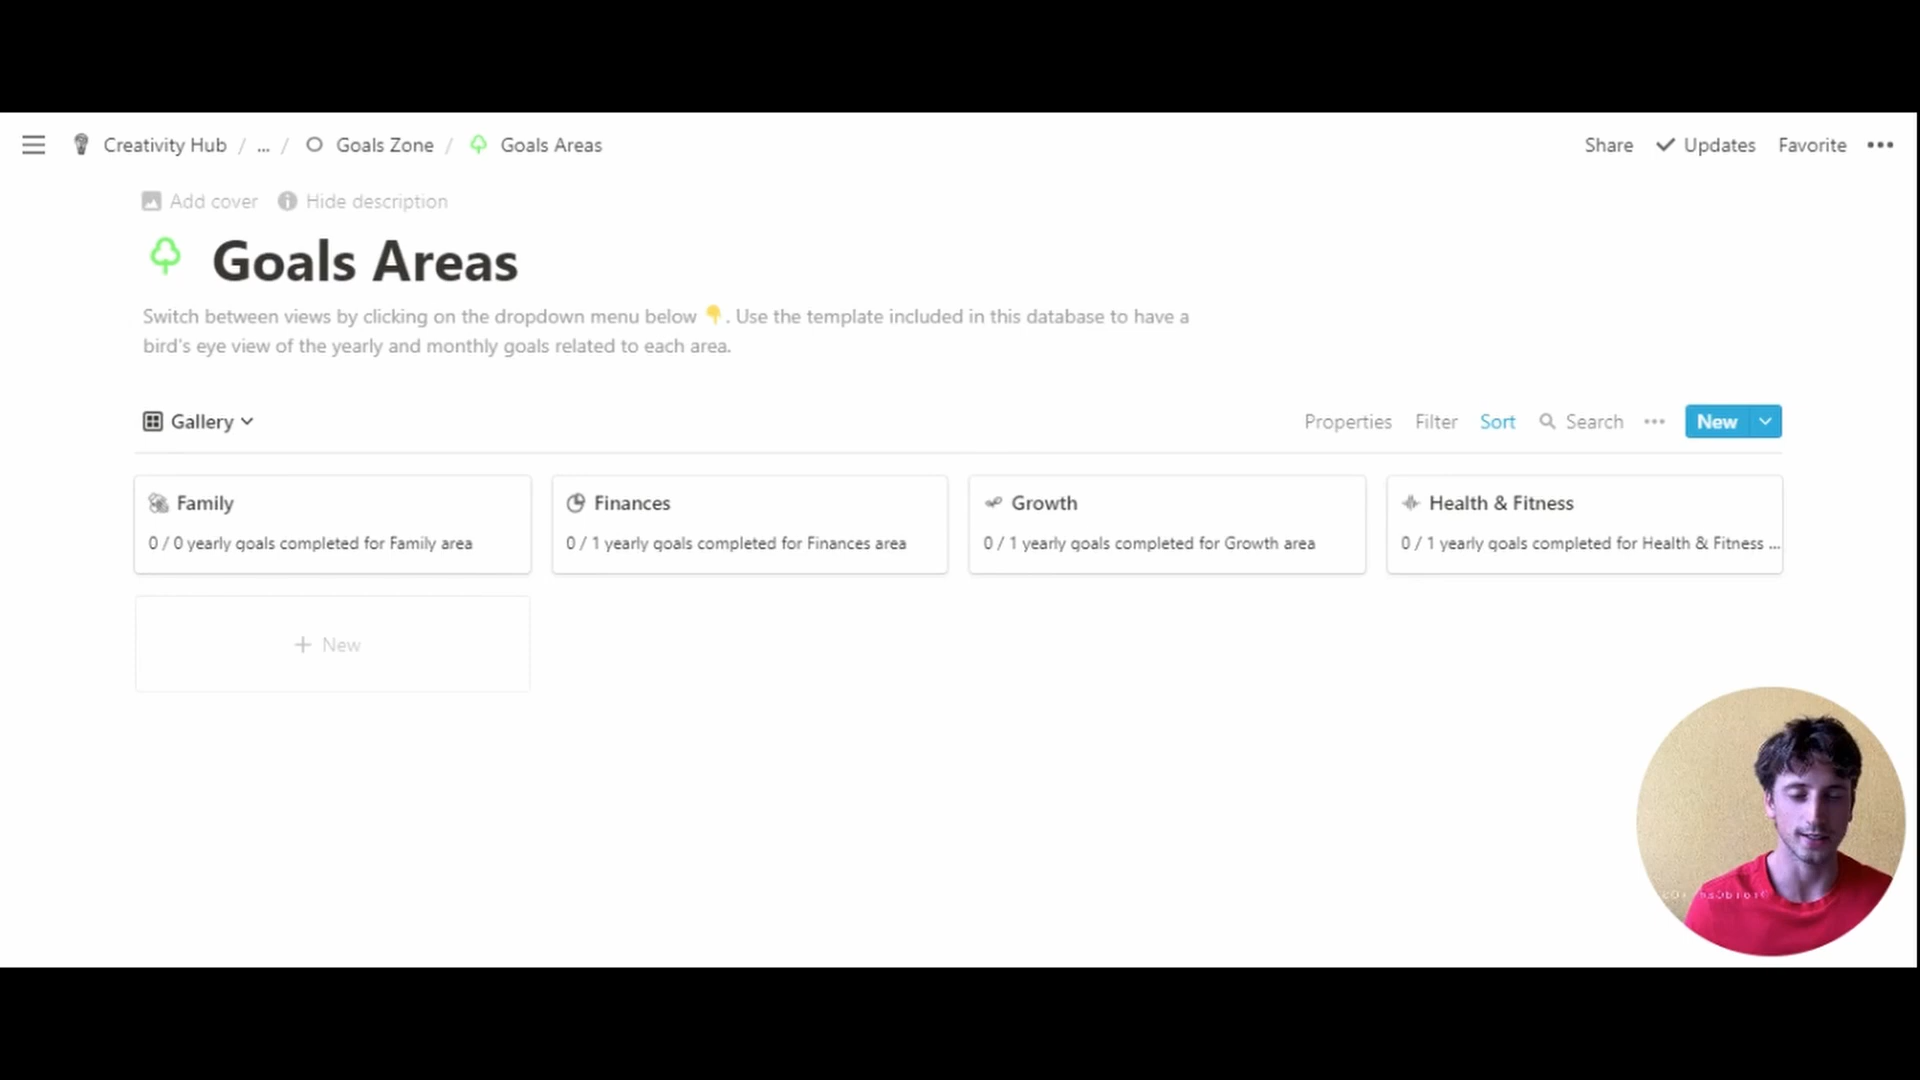 Creativity Hub / ... / Goals Zone / Goals Areas
Share Updates Favorite
Add cover Hide description
Goals Areas
Switch between views by clicking on the dropdown menu below 👇. Use the template included in this database to have a
bird's eye view of the yearly and monthly goals related to each area.
Gallery
Properties Filter Sort Search New
Family
0 / 0 yearly goals completed for Family area
Finances
0 / 1 yearly goals completed for Finances area
Growth
0 / 1 yearly goals completed for Growth area
Health & Fitness
0 / 1 yearly goals completed for Health & Fitness ...
+ New